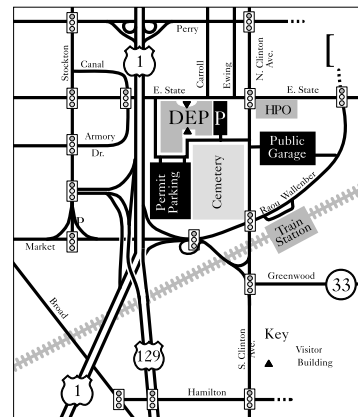 Perry
Stockton
Canal
1
Carroll
Ewing
N. Clinton
Ave.
E. State
E. State
DEP
P
HPO
Armory
Dr.
Public
Garage
Permit
Parking
Cemetery
Raou Wallenber
P
Market
Train
Station
Greenwood
33
Broad
S. Clinton
Ave.
Key
Visitor
Building
129
1
Hamilton